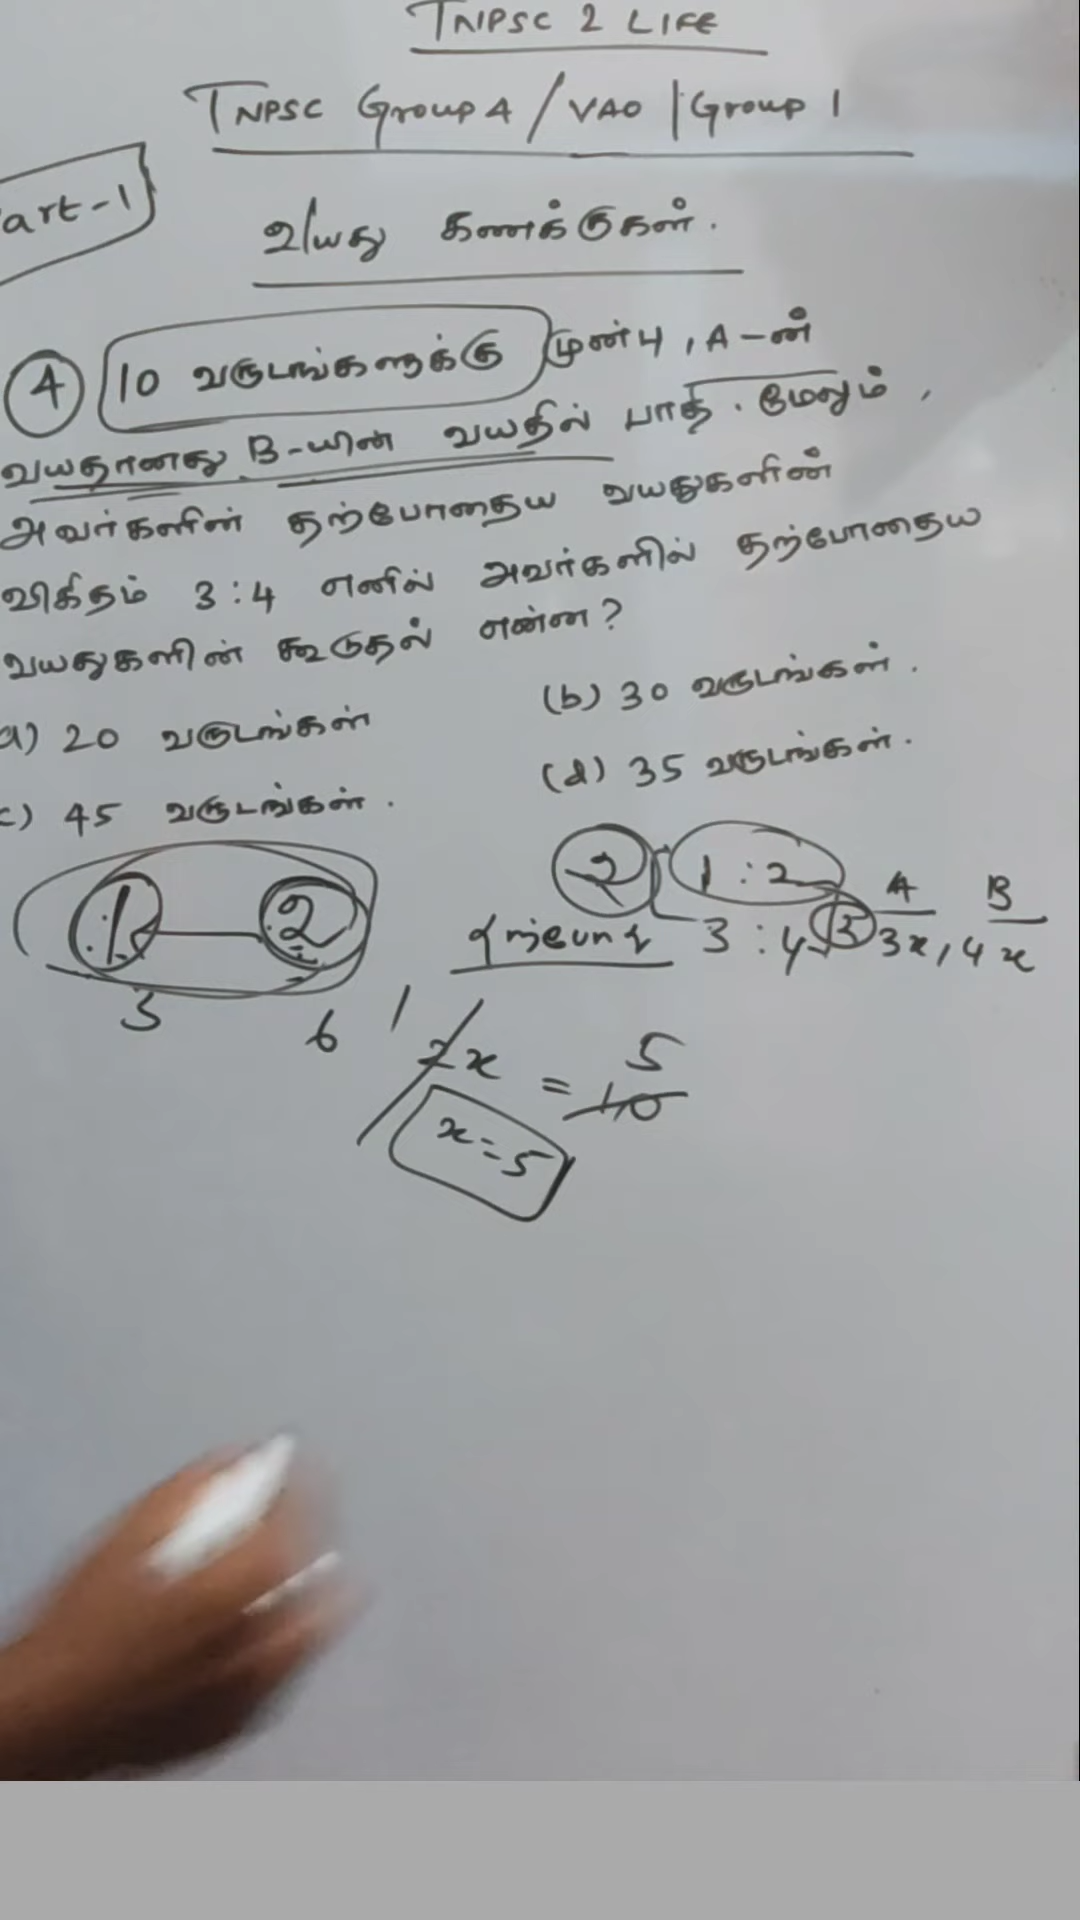 TNPSC 2 LIFE
TNPSC Group 4 / VAO | Group 1
art-1
வயது கணக்குகள்.
4 10 வருடங்களுக்கு முன்பு, A-ன்
வயதானது B-யின் வயதில் பாதி. மேலும்,
அவர்களின் தற்போதைய வயதுகளின்
விகிதம் 3:4 எனில் அவர்களில் தற்போதைய
வயதுகளின் கூடுதல் என்ன?
a) 20 வருடங்கள் (b) 30 வருடங்கள்.
c) 45 வருடங்கள். (d) 35 வருடங்கள்.
1 2 2 1:2 A B
3:4 3x, 4x
3 6
2x = 10 5
x=5